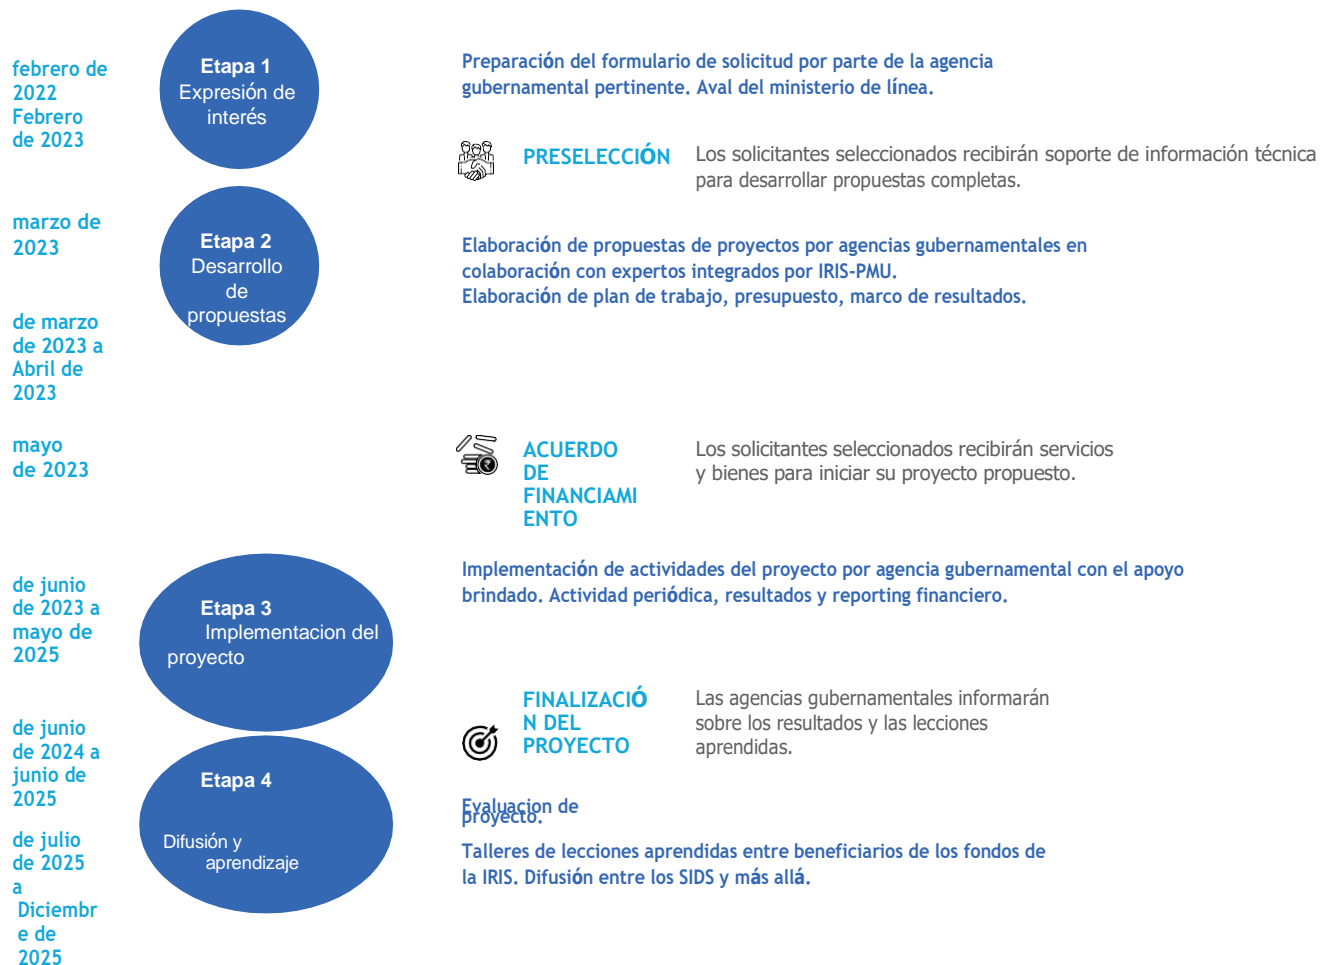 febrero de
2022
Febrero
de 2023
Etapa 1
Expresión de
interés
Preparación del formulario de solicitud por parte de la agencia
gubernamental pertinente. Aval del ministerio de línea.
PRESELECCIÓN
Los solicitantes seleccionados recibirán soporte de información técnica
para desarrollar propuestas completas.
marzo de
2023
Etapa 2
Desarrollo
de
propuestas
Elaboración de propuestas de proyectos por agencias gubernamentales en
colaboración con expertos integrados por IRIS-PMU.
Elaboración de plan de trabajo, presupuesto, marco de resultados.
de marzo
de 2023 a
Abril de
2023
mayo
de 2023
ACUERDO
DE
FINANCIAMI
ENTO
Los solicitantes seleccionados recibirán servicios
y bienes para iniciar su proyecto propuesto.
de junio
de 2023 a
mayo de
2025
Etapa 3
Implementacion del
proyecto
Implementación de actividades del proyecto por agencia gubernamental con el apoyo
brindado. Actividad periódica, resultados y reporting financiero.
FINALIZACIÓ
N DEL
PROYECTO
Las agencias gubernamentales informarán
sobre los resultados y las lecciones
aprendidas.
de junio
de 2024 a
junio de
2025
Etapa 4
Difusión y
aprendizaje
Evaluacion de
proyecto.
Talleres de lecciones aprendidas entre beneficiarios de los fondos de
la IRIS. Difusión entre los SIDS y más allá.
de julio
de 2025
a
Diciembr
e de
2025